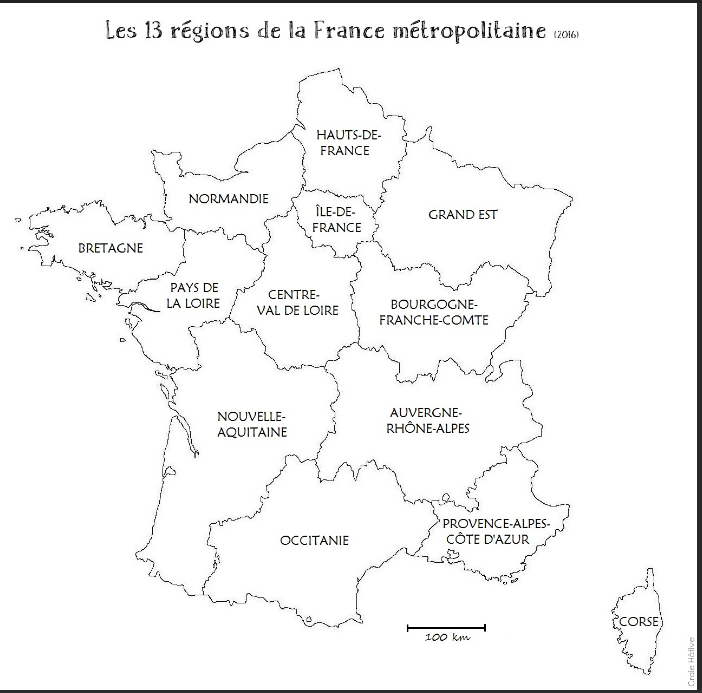 Les 13 régions de la France métropolitaine (2016)
HAUTS-DE-
FRANCE
NORMANDIE
ÎLE-DE-
FRANCE
GRAND EST
BRETAGNE
PAYS DE
LA LOIRE
CENTRE-
VAL DE LOIRE
BOURGOGNE-
FRANCHE-COMTE
NOUVELLE-
AQUITAINE
AUVERGNE-
RHÔNE-ALPES
OCCITANIE
PROVENCE-ALPES-
CÔTE D'AZUR
CORSE
100 km